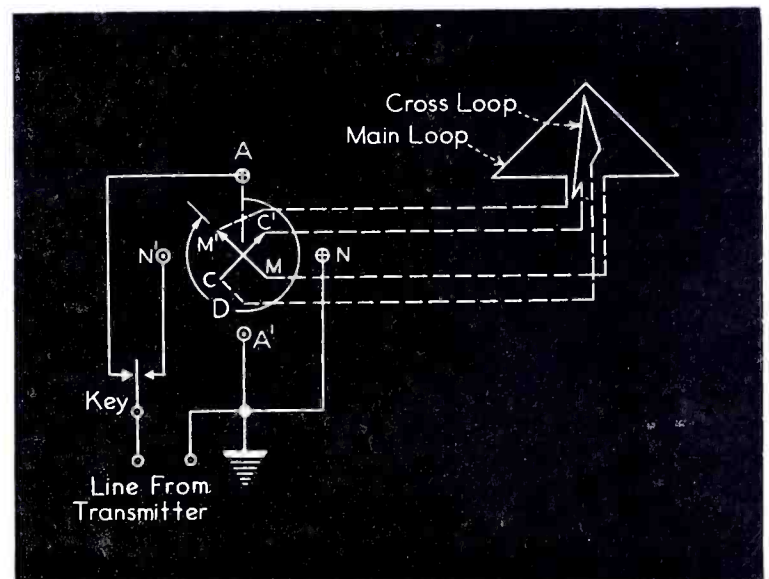 Cross Loop
Main Loop
A
C'
M'
N'
M
N
C
D
A'
Key
Line From
Transmitter